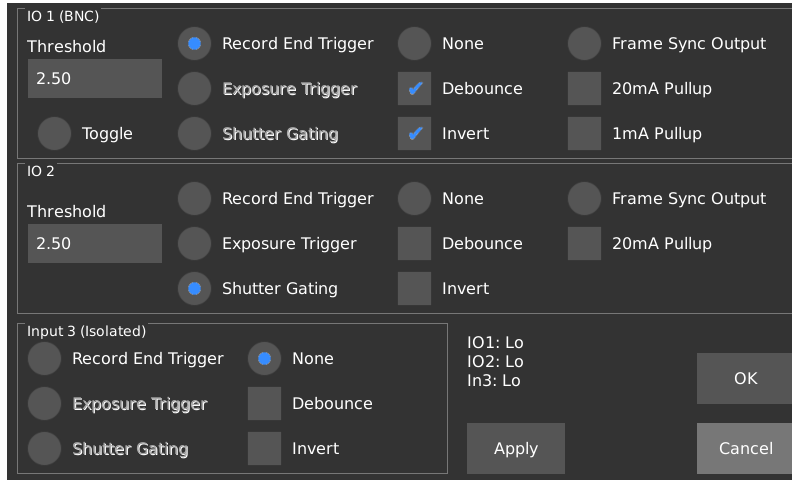 IO 1 (BNC)
Threshold
Record End Trigger
None
Frame Sync Output
2.50
Exposure Trigger
Debounce
20mA Pullup
Toggle
Shutter Gating
Invert
1mA Pullup
IO 2
Record End Trigger
None
Frame Sync Output
Threshold
2.50
Exposure Trigger
Debounce
20mA Pullup
Shutter Gating
Invert
Input 3 (Isolated)
Record End Trigger
None
Exposure Trigger
Debounce
Shutter Gating
Invert
IO1: Lo
IO2: Lo
In3: Lo
OK
Apply
Cancel